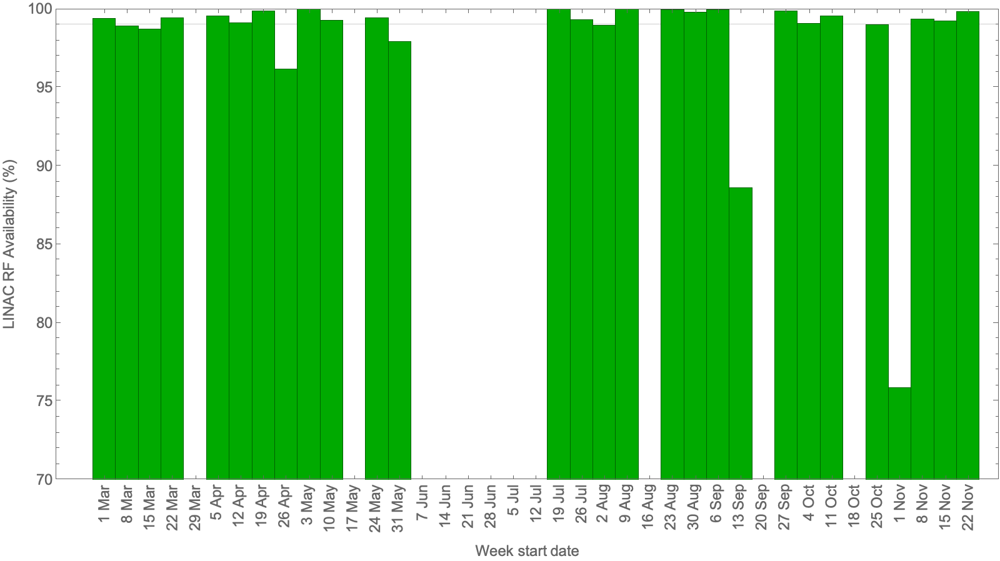 100
95
90
85
80
75
70
LINAC RF Availability (%)
1 Mar
8 Mar
15 Mar
22 Mar
29 Mar
5 Apr
12 Apr
19 Apr
26 Apr
3 May
10 May
17 May
24 May
31 May
7 Jun
14 Jun
21 Jun
28 Jun
5 Jul
12 Jul
19 Jul
26 Jul
2 Aug
9 Aug
16 Aug
23 Aug
30 Aug
6 Sep
13 Sep
20 Sep
27 Sep
4 Oct
11 Oct
18 Oct
25 Oct
1 Nov
8 Nov
15 Nov
22 Nov
Week start date